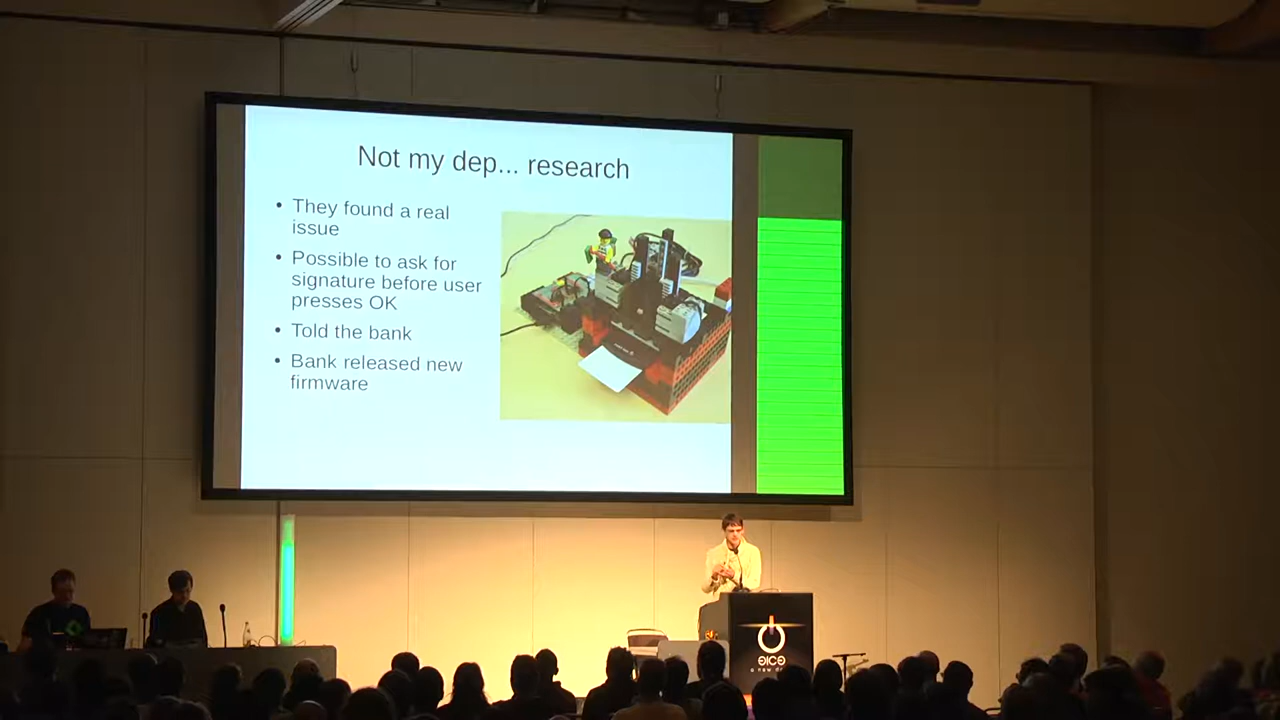 Not my dep... research
• They found a real
issue
• Possible to ask for
signature before user
presses OK
• Told the bank
• Bank released new
firmware